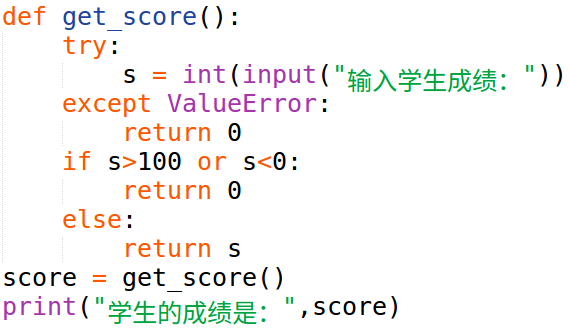 def get_score():
    try:
        s = int(input("输入学生成绩："))
    except ValueError:
        return 0
    if s>100 or s<0:
        return 0
    else:
        return s
score = get_score()
print("学生的成绩是：",score)